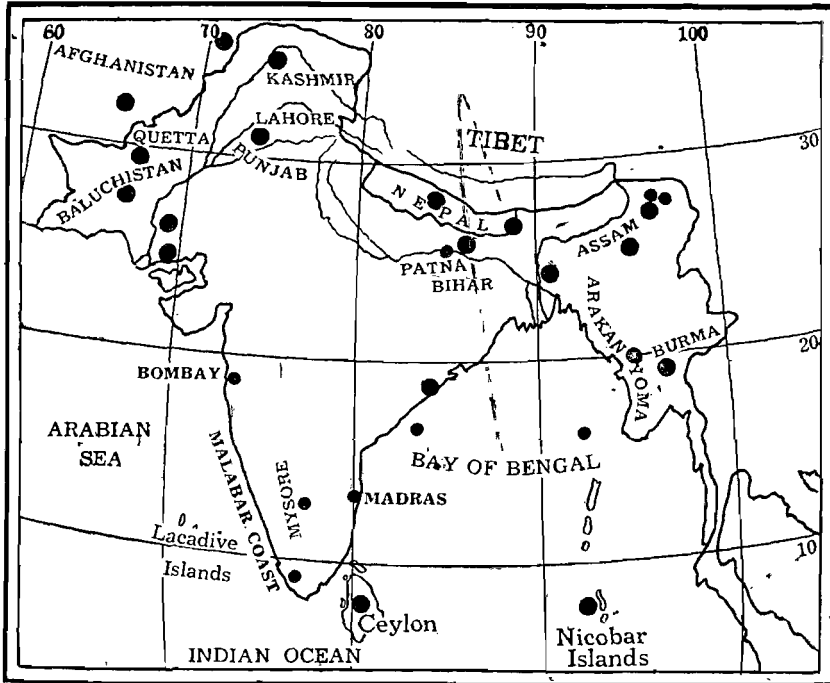 60 70 80 90 100
AFGHANISTAN
KASHMIR
LAHORE
QUETTA
PUNJAB
BALUCHISTAN
TIBET
30
NEPAL
ASSAM
PATNA
BIHAR
ARAKAN YOMA
BURMA
20
BOMBAY
ARABIAN
SEA
MALABAR COAST
MYSORE
MADRAS
BAY OF BENGAL
Lacadive
Islands
10
Ceylon
Nicobar
Islands
INDIAN OCEAN